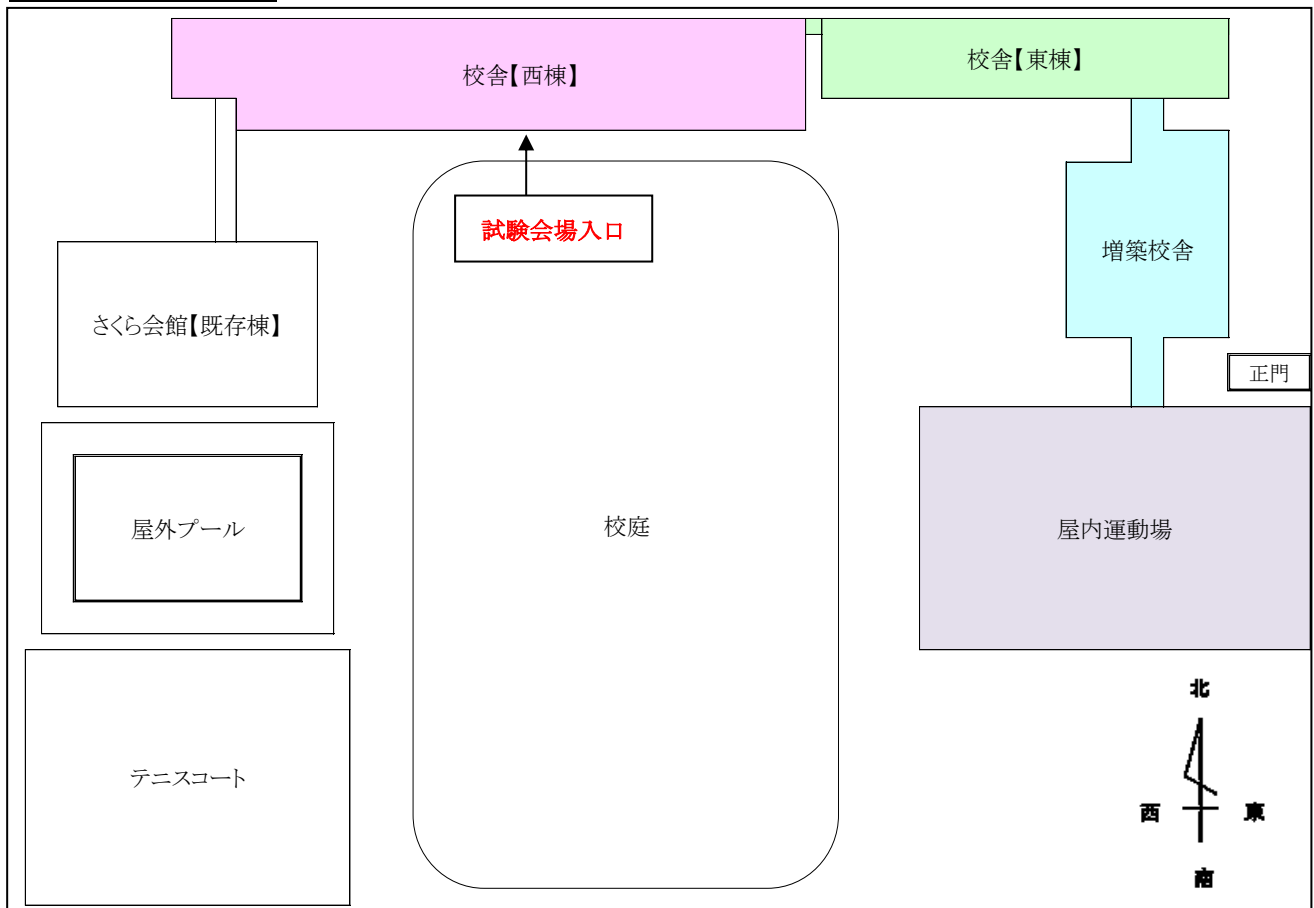 校舎【西棟】
校舎【東棟】
試験会場入口
増築校舎
さくら会館【既存棟】
正門
屋外プール
校庭
屋内運動場
テニスコート
北
西
東
南